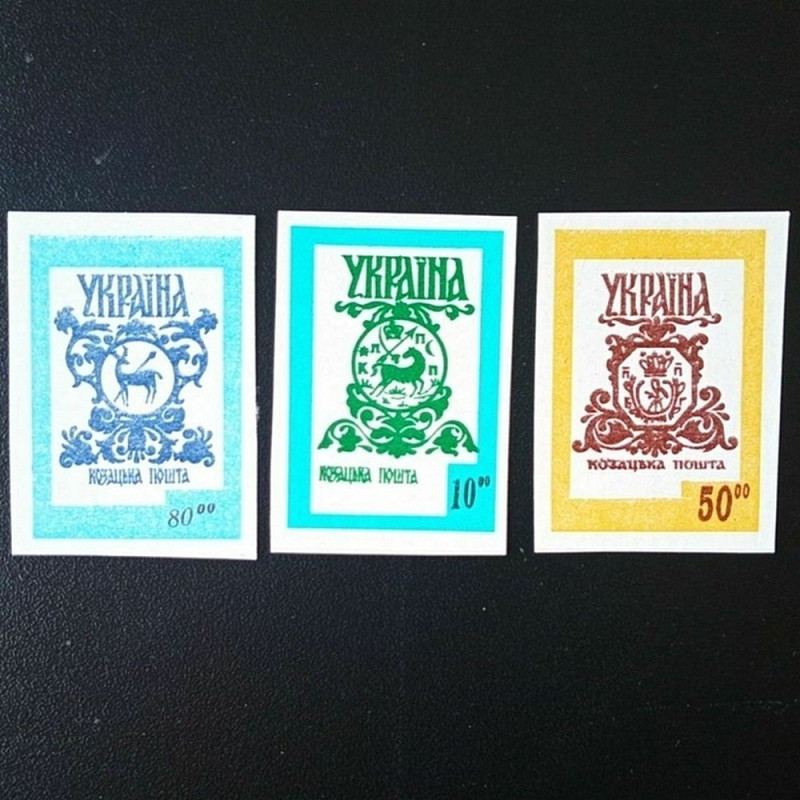 УКРАЇНА
КОЗАЦЬКА ПОШТА
80⁰⁰
УКРАЇНА
К П П П
КОЗАЦЬКА ПОШТА
10⁰⁰
УКРАЇНА
П П
КОЗАЦЬКА ПОШТА
50⁰⁰